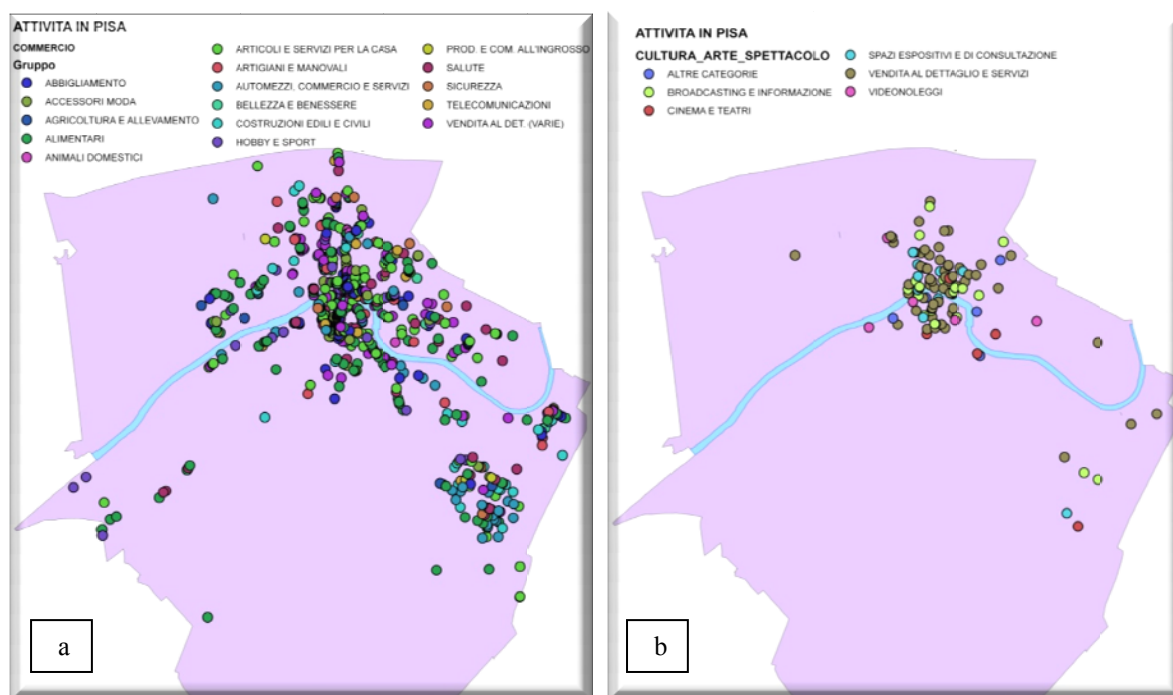 ATTIVITA IN PISA
COMMERCIO
Gruppo
ABBIGLIAMENTO
ACCESSORI MODA
AGRICOLTURA E ALLEVAMENTO
ALIMENTARI
ANIMALI DOMESTICI
ARTICOLI E SERVIZI PER LA CASA
ARTIGIANI E MANOVALI
AUTOMEZZI, COMMERCIO E SERVIZI
BELLEZZA E BENESSERE
COSTRUZIONI EDILI E CIVILI
HOBBY E SPORT
PROD. E COM. ALL'INGROSSO
SALUTE
SICUREZZA
TELECOMUNICAZIONI
VENDITA AL DET. (VARIE)
a
ATTIVITA IN PISA
CULTURA_ARTE_SPETTACOLO
ALTRE CATEGORIE
BROADCASTING E INFORMAZIONE
CINEMA E TEATRI
SPAZI ESPOSITIVI E DI CONSULTAZIONE
VENDITA AL DETTAGLIO E SERVIZI
VIDEONOLEGGI
b